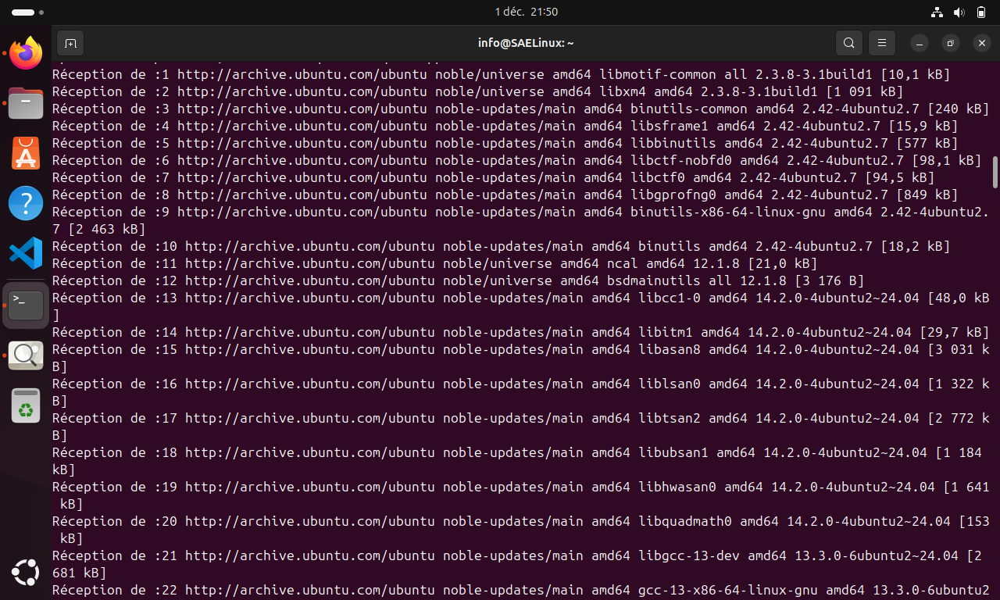 1 déc. 21:50
info@SAELinux: ~
Réception de :1 http://archive.ubuntu.com/ubuntu noble/universe amd64 libmotif-common all 2.3.8-3.1build1 [10,1 kB]
Réception de :2 http://archive.ubuntu.com/ubuntu noble/universe amd64 libxm4 amd64 2.3.8-3.1build1 [1 091 kB]
Réception de :3 http://archive.ubuntu.com/ubuntu noble-updates/main amd64 binutils-common amd64 2.42-4ubuntu2.7 [240 kB]
Réception de :4 http://archive.ubuntu.com/ubuntu noble-updates/main amd64 libsframe1 amd64 2.42-4ubuntu2.7 [15,9 kB]
Réception de :5 http://archive.ubuntu.com/ubuntu noble-updates/main amd64 libbinutils amd64 2.42-4ubuntu2.7 [577 kB]
Réception de :6 http://archive.ubuntu.com/ubuntu noble-updates/main amd64 libctf-nobfd0 amd64 2.42-4ubuntu2.7 [98,1 kB]
Réception de :7 http://archive.ubuntu.com/ubuntu noble-updates/main amd64 libctf0 amd64 2.42-4ubuntu2.7 [94,5 kB]
Réception de :8 http://archive.ubuntu.com/ubuntu noble-updates/main amd64 libgprofng0 amd64 2.42-4ubuntu2.7 [849 kB]
Réception de :9 http://archive.ubuntu.com/ubuntu noble-updates/main amd64 binutils-x86-64-linux-gnu amd64 2.42-4ubuntu2.
7 [2 463 kB]
Réception de :10 http://archive.ubuntu.com/ubuntu noble-updates/main amd64 binutils amd64 2.42-4ubuntu2.7 [18,2 kB]
Réception de :11 http://archive.ubuntu.com/ubuntu noble/universe amd64 ncal amd64 12.1.8 [21,0 kB]
Réception de :12 http://archive.ubuntu.com/ubuntu noble/universe amd64 bsdmainutils all 12.1.8 [3 176 B]
Réception de :13 http://archive.ubuntu.com/ubuntu noble-updates/main amd64 libcc1-0 amd64 14.2.0-4ubuntu2~24.04 [48,0 kB
]
Réception de :14 http://archive.ubuntu.com/ubuntu noble-updates/main amd64 libitm1 amd64 14.2.0-4ubuntu2~24.04 [29,7 kB]
Réception de :15 http://archive.ubuntu.com/ubuntu noble-updates/main amd64 libasan8 amd64 14.2.0-4ubuntu2~24.04 [3 031 k
B]
Réception de :16 http://archive.ubuntu.com/ubuntu noble-updates/main amd64 liblsan0 amd64 14.2.0-4ubuntu2~24.04 [1 322 k
B]
Réception de :17 http://archive.ubuntu.com/ubuntu noble-updates/main amd64 libtsan2 amd64 14.2.0-4ubuntu2~24.04 [2 772 k
B]
Réception de :18 http://archive.ubuntu.com/ubuntu noble-updates/main amd64 libubsan1 amd64 14.2.0-4ubuntu2~24.04 [1 184
kB]
Réception de :19 http://archive.ubuntu.com/ubuntu noble-updates/main amd64 libhwasan0 amd64 14.2.0-4ubuntu2~24.04 [1 641
kB]
Réception de :20 http://archive.ubuntu.com/ubuntu noble-updates/main amd64 libquadmath0 amd64 14.2.0-4ubuntu2~24.04 [153
kB]
Réception de :21 http://archive.ubuntu.com/ubuntu noble-updates/main amd64 libgcc-13-dev amd64 13.3.0-6ubuntu2~24.04 [2
681 kB]
Réception de :22 http://archive.ubuntu.com/ubuntu noble-updates/main amd64 gcc-13-x86-64-linux-gnu amd64 13.3.0-6ubuntu2